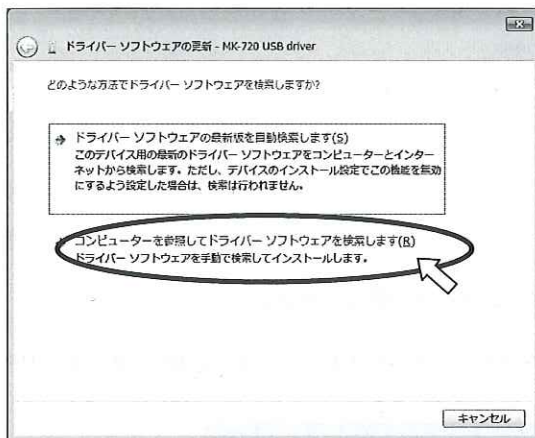 ドライバー ソフトウェアの更新 - MK-720 USB driver
どのような方法でドライバー ソフトウェアを検索しますか?
ドライバー ソフトウェアの最新版を自動検索します(S)
このデバイス用の最新のドライバー ソフトウェアをコンピューターとインター
ネットから検索します。ただし、デバイスのインストール設定でこの機能を無効
にするよう設定した場合は、検索は行われません。
コンピューターを参照してドライバー ソフトウェアを検索します(R)
ドライバー ソフトウェアを手動で検索してインストールします。
キャンセル